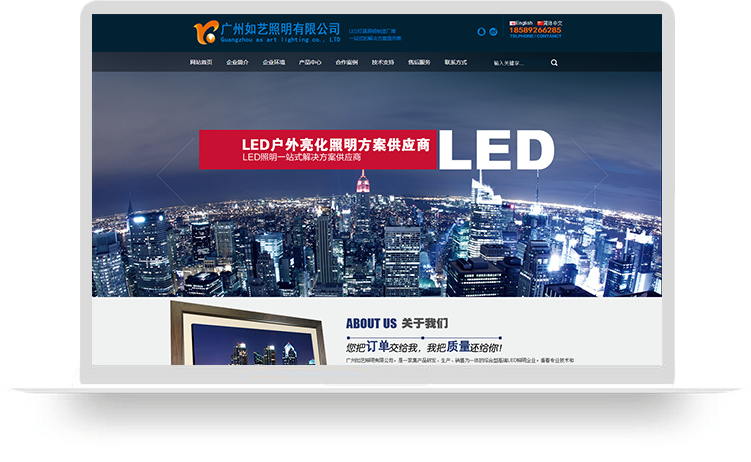 广州如艺照明有限公司
Guangzhou as art lighting co., LTD
LED灯具照明制造厂商
一站式的解决方案提供商
English 简体中文
18589266285
TELPHONE / CONTANCT
网站首页 企业简介 企业环境 产品中心 合作案例 技术支持 售后服务 联系方式 输入关键字...
LED户外亮化照明方案供应商
LED照明一站式解决方案供应商
LED
ABOUT US 关于我们
您把订单交给我，我把质量还给你！
广州如艺照明有限公司，是一家集产品研发、生产、销售为一体的综合型高端LED照明企业。秉着专业技术和